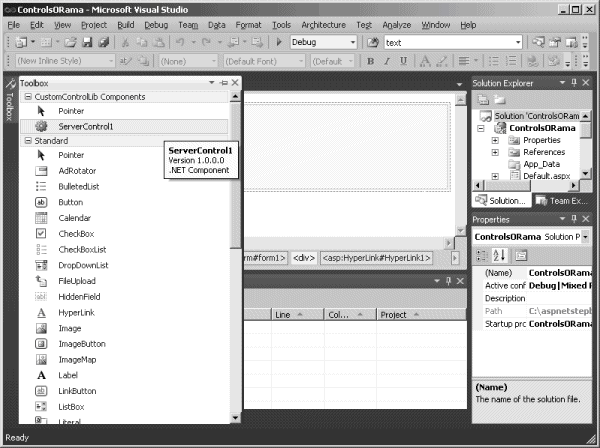 ControlsORama - Microsoft Visual Studio
File Edit View Project Build Debug Team Data Format Tools Architecture Test Analyze Window Help
Debug text
(New Inline Style) (None) (Default Font) (Default B I U A
Toolbox
Toolbox
CustomControlLib Components
Pointer
ServerControl1
Standard
Pointer
AdRotator
BulletedList
Button
Calendar
CheckBox
CheckBoxList
DropDownList
FileUpload
HiddenField
HyperLink
Image
ImageButton
ImageMap
Label
LinkButton
ListBox
Literal
ServerControl1
Version 1.0.0.0
.NET Component
rm#form1> <div> <asp:HyperLink#HyperLink1>
Line Col... Project
Solution Explorer
Solution 'ControlsORam
ControlsORama
Properties
References
App_Data
Default.aspx
Solution... Team Ex...
Properties
ControlsORama Solution P
(Name) ControlsORama
Active conf Debug|Mixed P
Description
Path C:\aspnetstepb
Startup prc ControlsORama
(Name)
The name of the solution file.
Ready